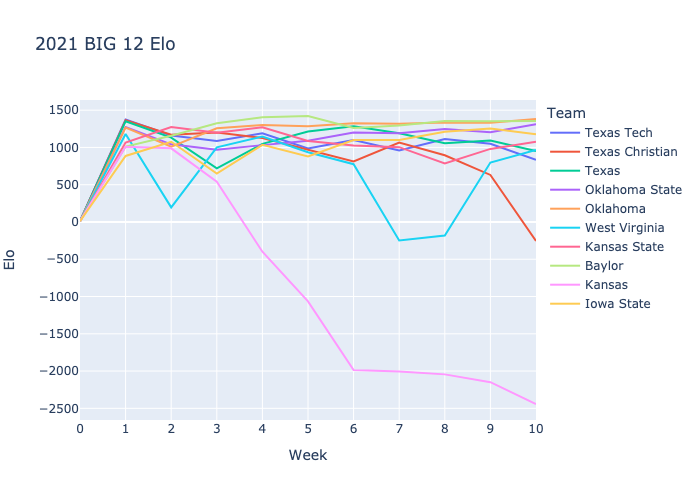 2021 BIG 12 Elo
1500
1000
500
0
−500
−1000
−1500
−2000
−2500
Elo
0 1 2 3 4 5 6 7 8 9 10
Week
Team
Texas Tech
Texas Christian
Texas
Oklahoma State
Oklahoma
West Virginia
Kansas State
Baylor
Kansas
Iowa State